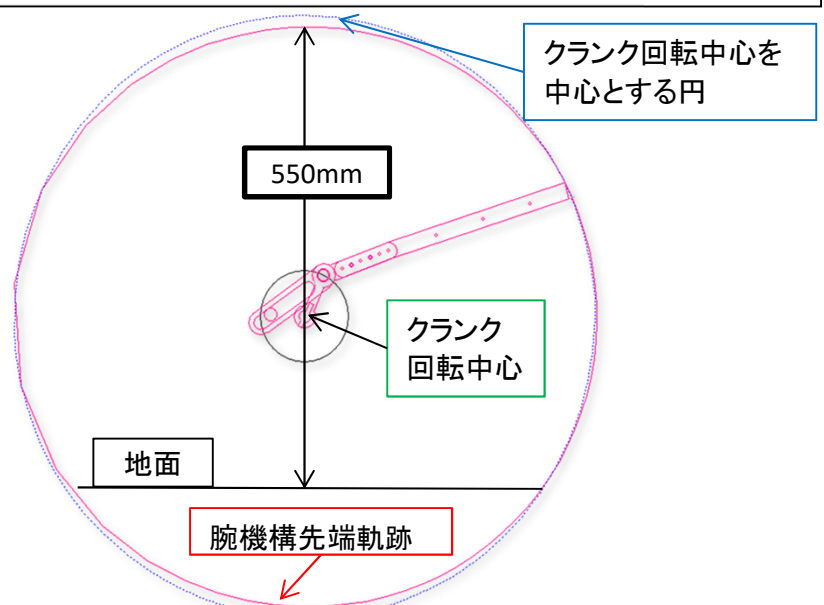 クランク回転中心を
中心とする円
550mm
クランク
回転中心
地面
腕機構先端軌跡